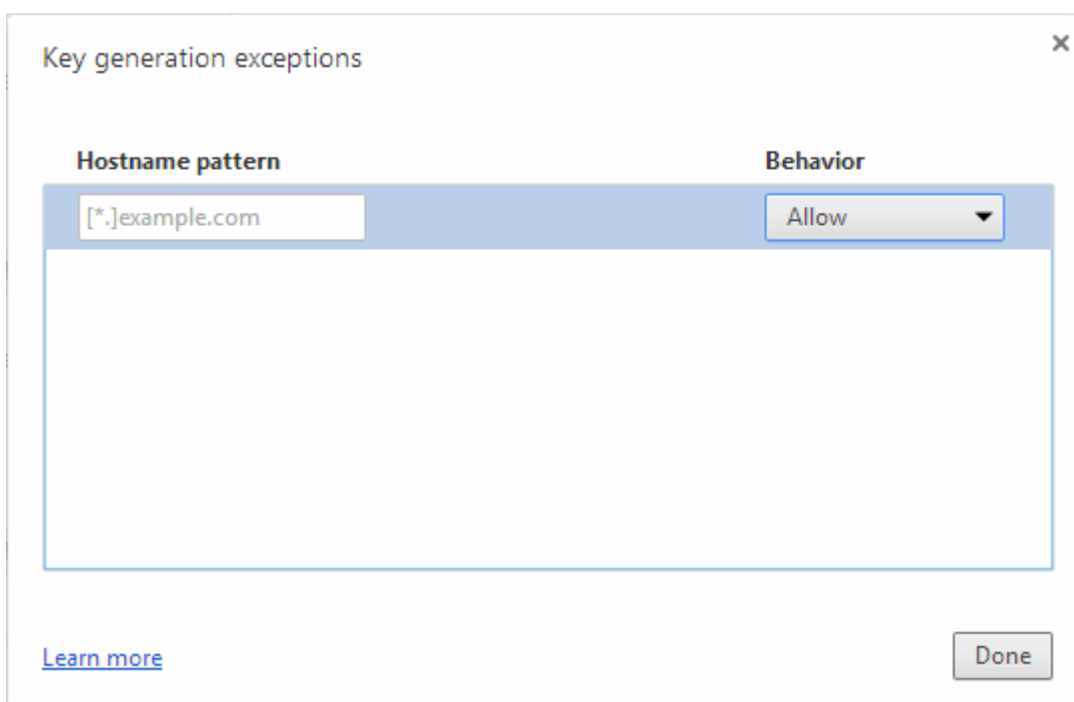 Key generation exceptions
Hostname pattern Behavior
[*.]example.com Allow
Learn more Done